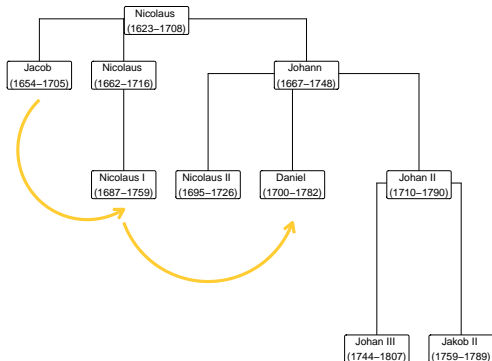 Nicolaus
(1623–1708)
Jacob
(1654–1705)
Nicolaus
(1662–1716)
Johann
(1667–1748)
Nicolaus I
(1687–1759)
Nicolaus II
(1695–1726)
Daniel
(1700–1782)
Johan II
(1710–1790)
Johan III
(1744–1807)
Jakob II
(1759–1789)